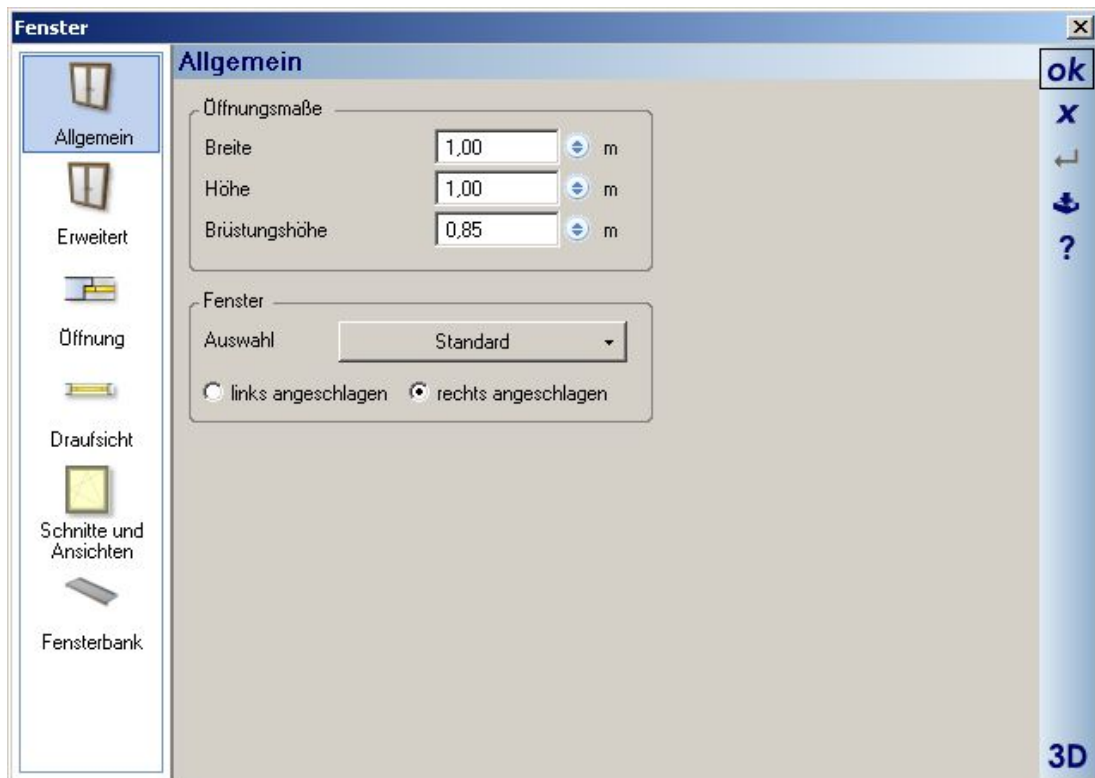 Fenster
Allgemein
Erweitert
Öffnung
Draufsicht
Schnitte und
Ansichten
Fensterbank
Allgemein
Öffnungsmaße
Breite 1,00 m
Höhe 1,00 m
Brüstungshöhe 0,85 m
Fenster
Auswahl Standard
links angeschlagen rechts angeschlagen
ok
x
?
3D